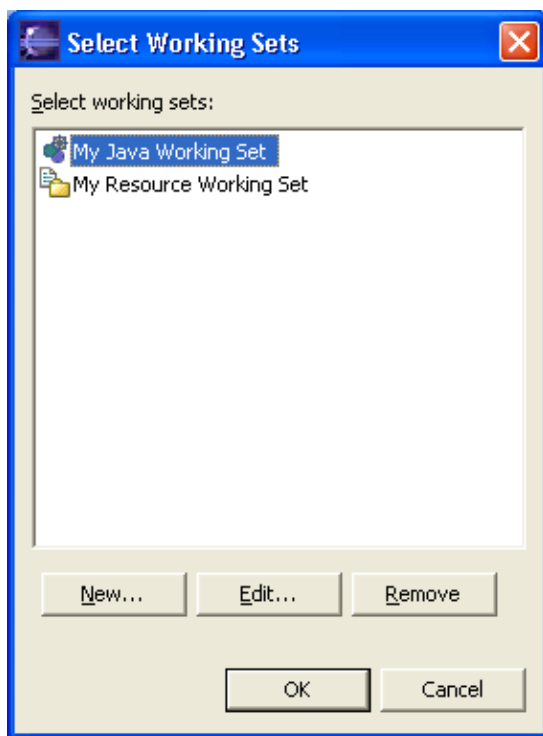 Select Working Sets
Select working sets:
My Java Working Set
My Resource Working Set
New... Edit... Remove
OK Cancel